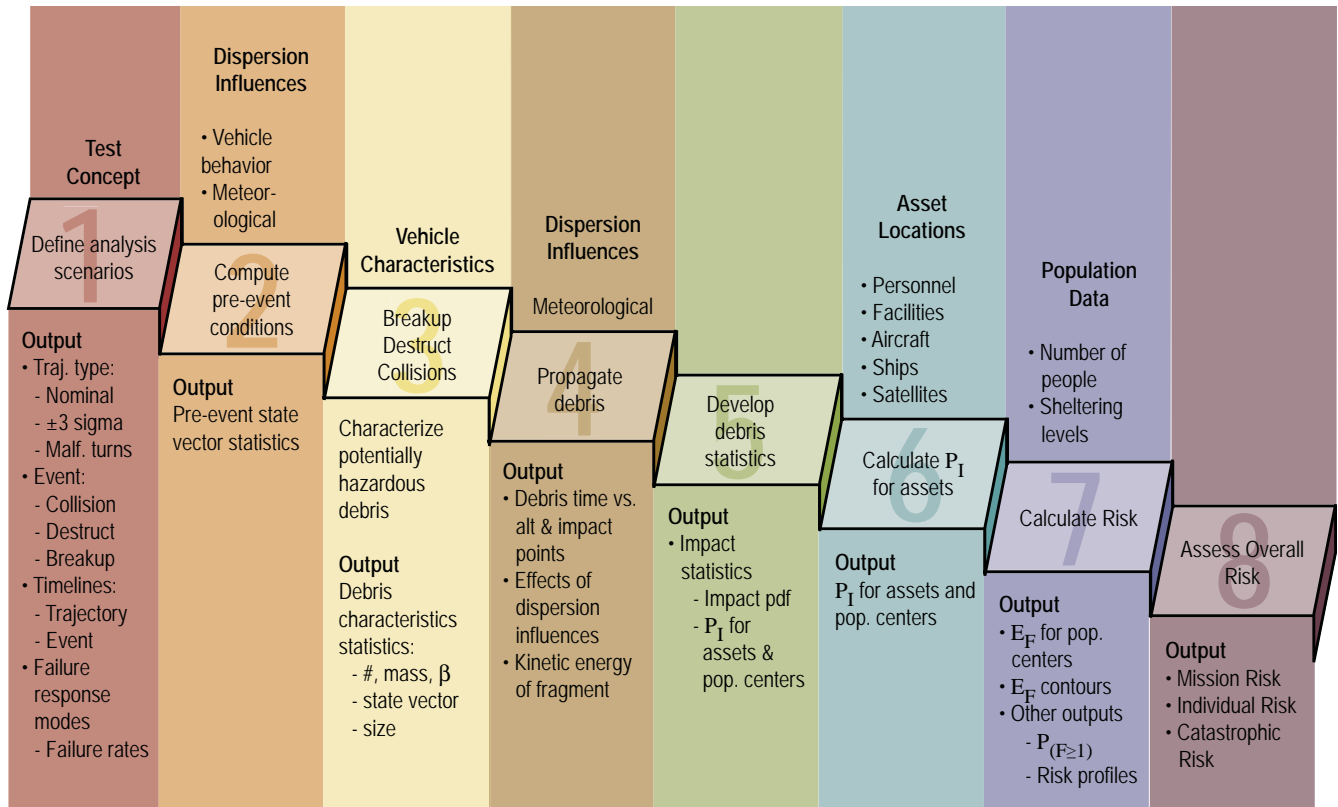 Test
Concept
1
Define analysis
scenarios
Output
• Traj. type:
- Nominal
- ±3 sigma
- Malf. turns
• Event:
- Collision
- Destruct
- Breakup
• Timelines:
- Trajectory
- Event
• Failure
response
modes
- Failure rates
Dispersion
Influences
• Vehicle
behavior
• Meteor-
ological
2
Compute
pre-event
conditions
Output
Pre-event state
vector statistics
Vehicle
Characteristics
3
Breakup
Destruct
Collisions
Characterize
potentially
hazardous
debris
Output
Debris
characteristics
statistics:
- #, mass, β
- state vector
- size
Dispersion
Influences
Meteorological
4
Propagate
debris
Output
• Debris time vs.
alt & impact
points
• Effects of
dispersion
influences
• Kinetic energy
of fragment
5
Develop
debris
statistics
Output
• Impact
statistics
- Impact pdf
- P_I for
assets &
pop. centers
Asset
Locations
• Personnel
• Facilities
• Aircraft
• Ships
• Satellites
6
Calculate P_I
for assets
Output
P_I for assets and
pop. centers
Population
Data
• Number of
people
• Sheltering
levels
7
Calculate Risk
Output
• E_F for pop.
centers
• E_F contours
• Other outputs
- P_(F≥1)
- Risk profiles
8
Assess Overall
Risk
Output
• Mission Risk
• Individual Risk
• Catastrophic
Risk